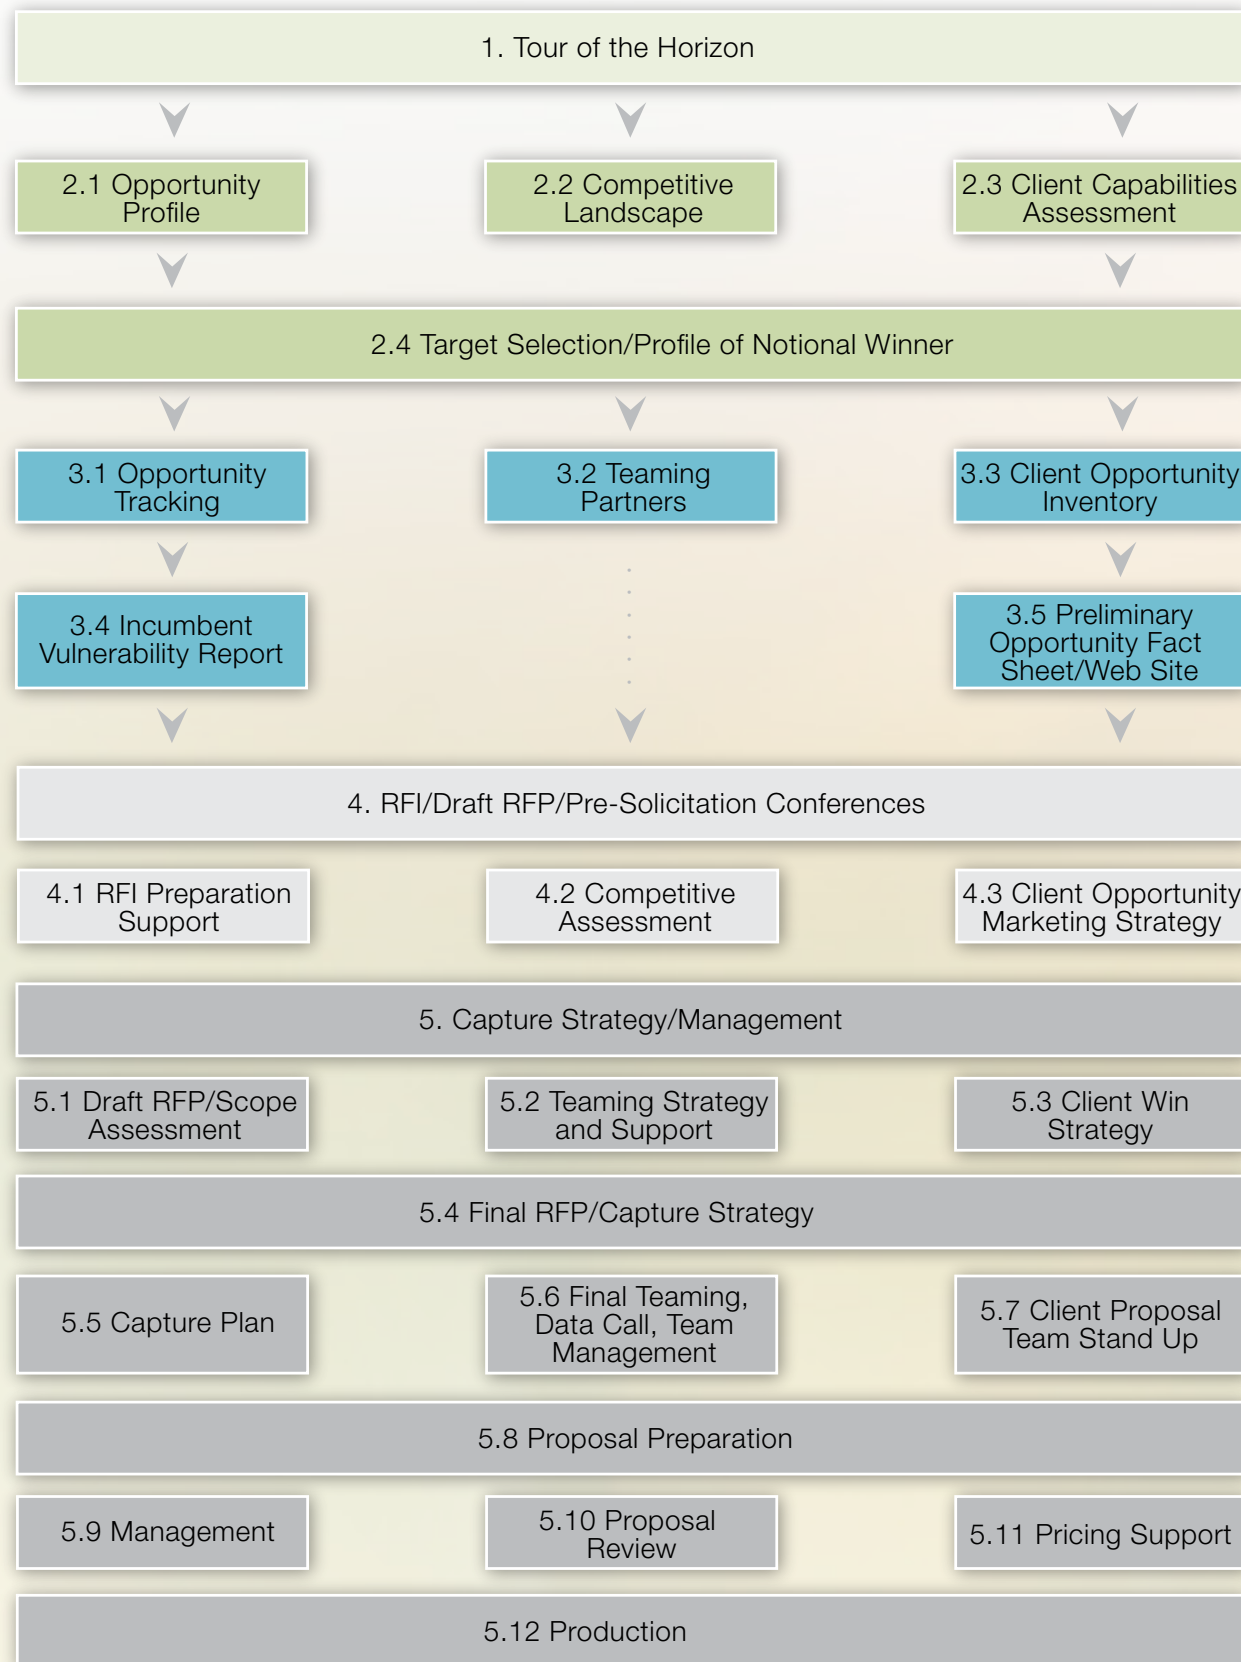 1. Tour of the Horizon
2.1 Opportunity
Profile
2.2 Competitive
Landscape
2.3 Client Capabilities
Assessment
2.4 Target Selection/Profile of Notional Winner
3.1 Opportunity
Tracking
3.2 Teaming
Partners
3.3 Client Opportunity
Inventory
3.4 Incumbent
Vulnerability Report
3.5 Preliminary
Opportunity Fact
Sheet/Web Site
4. RFI/Draft RFP/Pre-Solicitation Conferences
4.1 RFI Preparation
Support
4.2 Competitive
Assessment
4.3 Client Opportunity
Marketing Strategy
5. Capture Strategy/Management
5.1 Draft RFP/Scope
Assessment
5.2 Teaming Strategy
and Support
5.3 Client Win
Strategy
5.4 Final RFP/Capture Strategy
5.5 Capture Plan
5.6 Final Teaming,
Data Call, Team
Management
5.7 Client Proposal
Team Stand Up
5.8 Proposal Preparation
5.9 Management
5.10 Proposal
Review
5.11 Pricing Support
5.12 Production